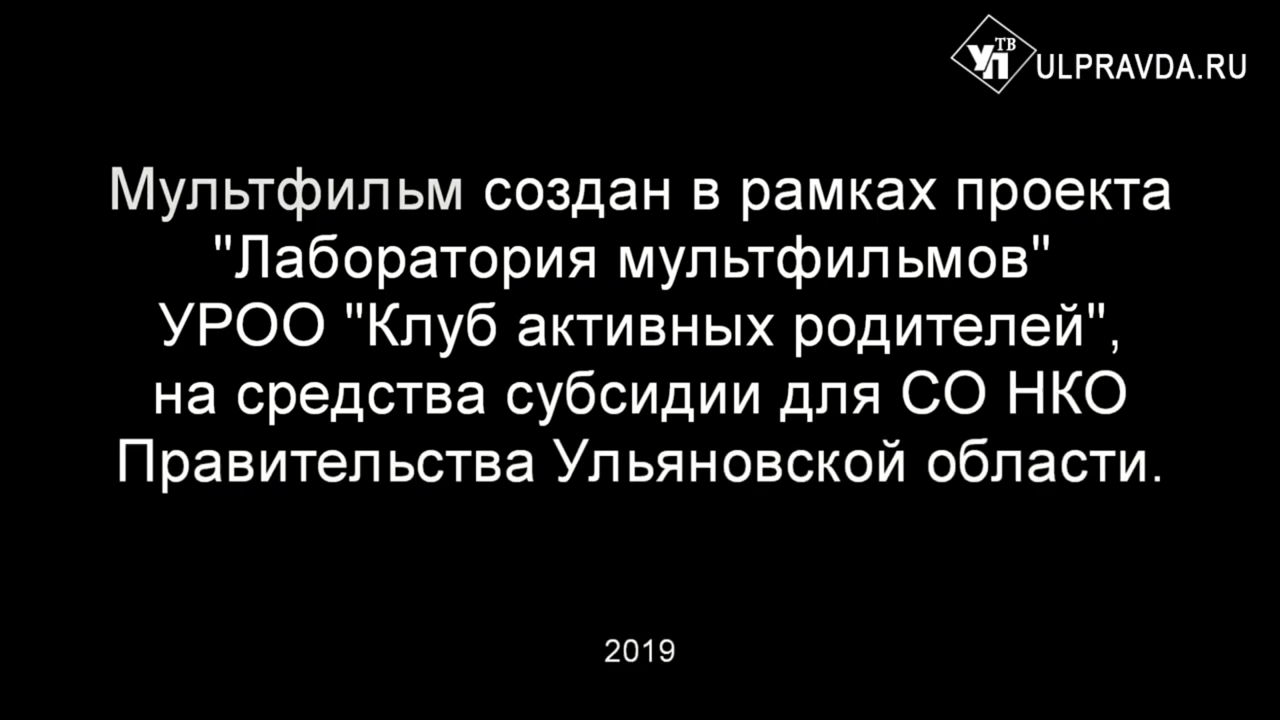 УП ТВ
ULPRAVDA.RU
Мультфильм создан в рамках проекта
"Лаборатория мультфильмов"
УРОО "Клуб активных родителей",
на средства субсидии для СО НКО
Правительства Ульяновской области.
2019